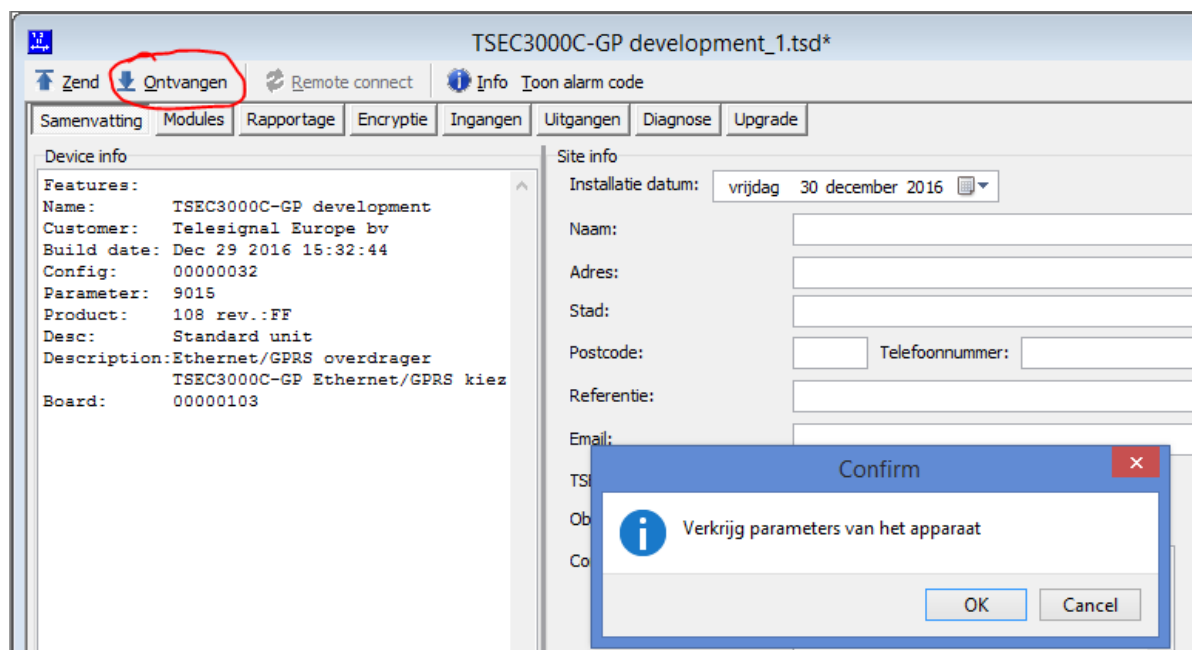 TSEC3000C-GP development_1.tsd*
Zend Ontvangen Remote connect Info Toon alarm code
Samenvatting Modules Rapportage Encryptie Ingangen Uitgangen Diagnose Upgrade
Device info
Features:
Name: TSEC3000C-GP development
Customer: Telesignal Europe bv
Build date: Dec 29 2016 15:32:44
Config: 00000032
Parameter: 9015
Product: 108 rev.:FF
Desc: Standard unit
Description:Ethernet/GPRS overdrager
TSEC3000C-GP Ethernet/GPRS kiez
Board: 00000103
Site info
Installatie datum: vrijdag 30 december 2016
Naam:
Adres:
Stad:
Postcode: Telefoonnummer:
Referentie:
Email:
Confirm
Verkrijg parameters van het apparaat
OK Cancel